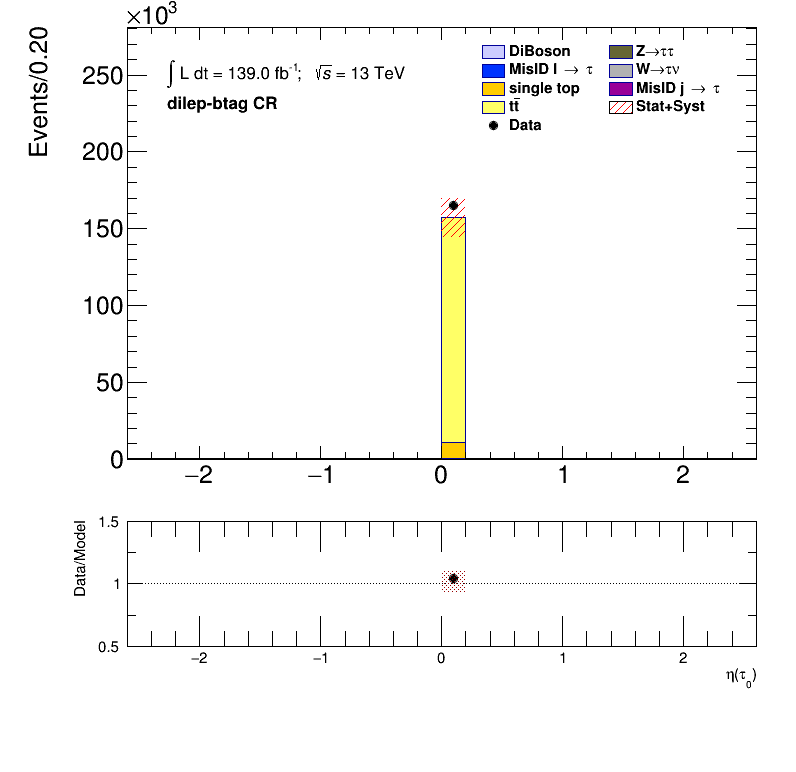 ×10³
Events/0.20
250
200
150
100
50
0
∫ L dt = 139.0 fb⁻¹; √s = 13 TeV
dilep-btag CR
DiBoson
MisID l → τ
single top
tt̄
Data
Z→ττ
W→τν
MisID j → τ
Stat+Syst
−2 −1 0 1 2
Data/Model
1.5
1
0.5
−2 −1 0 1 2
η(τ₀)